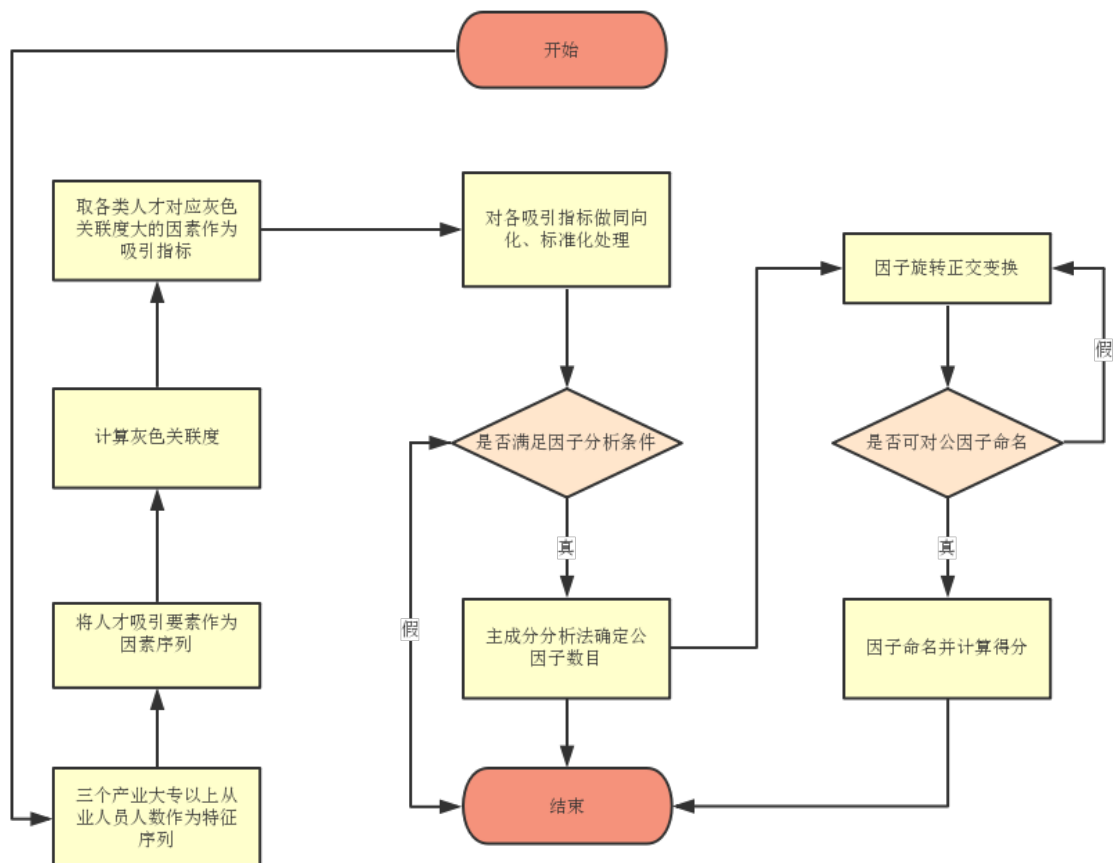 开始
取各类人才对应灰色
关联度大的因素作为
吸引指标
对各吸引指标做同向
化、标准化处理
因子旋转正交变换
假
计算灰色关联度
是否满足因子分析条件
是否可对公因子命名
真
真
将人才吸引要素作为
因素序列
假
主成分分析法确定公
因子数目
因子命名并计算得分
三个产业大专以上从
业人员人数作为特征
序列
结束